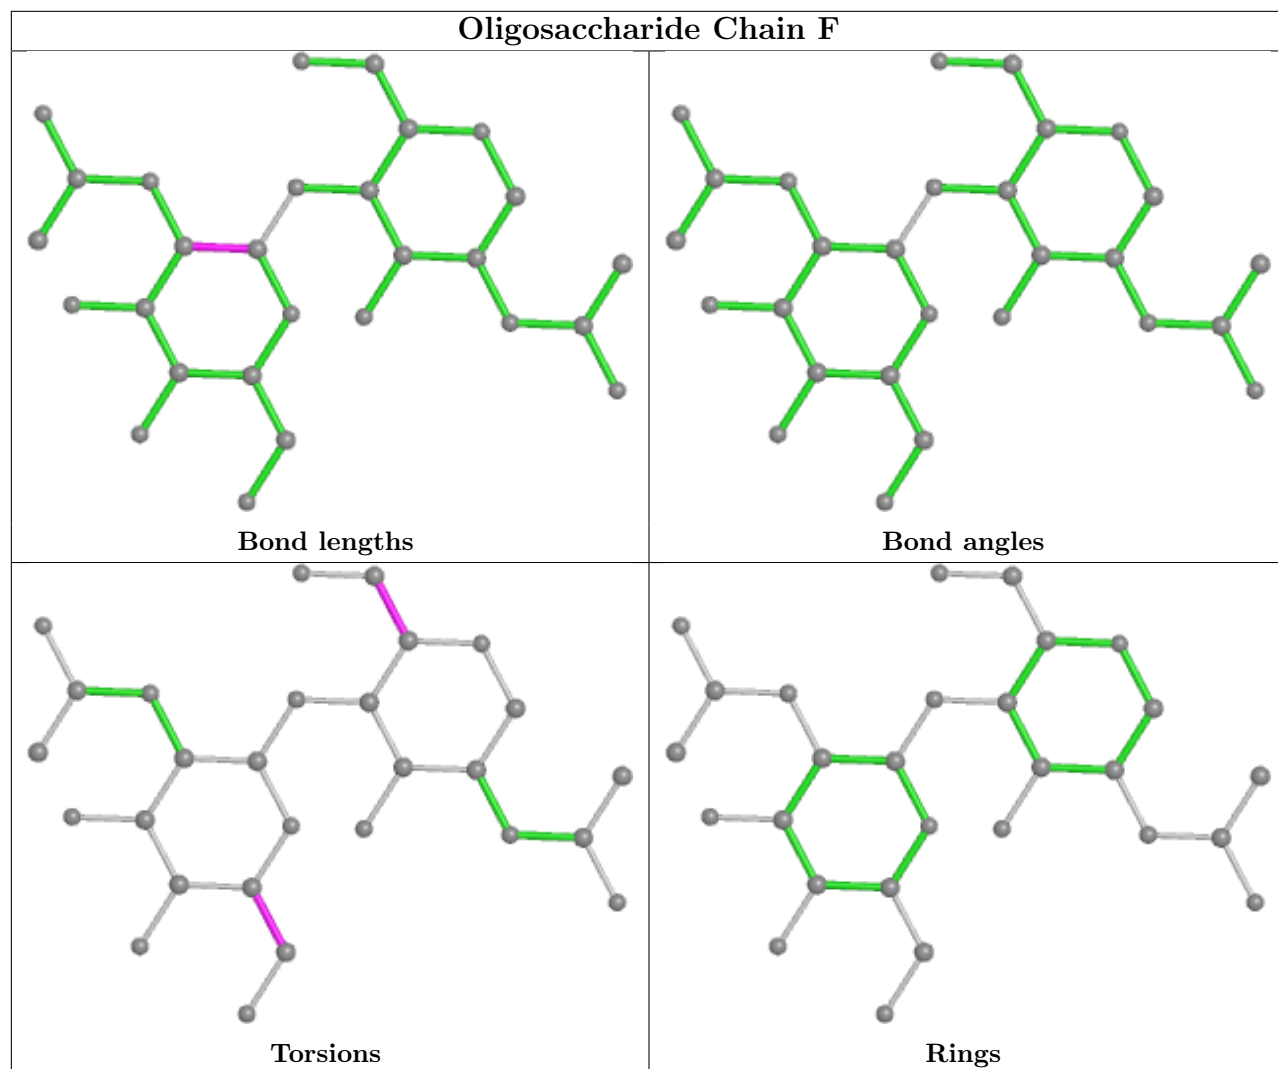 Oligosaccharide Chain F
Bond lengths
Bond angles
Torsions
Rings